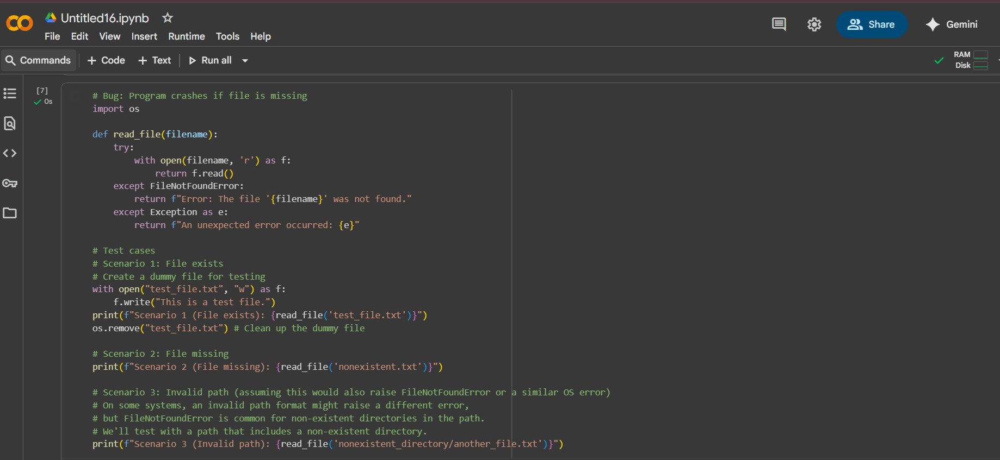 Untitled16.ipynb
File Edit View Insert Runtime Tools Help
Share
Gemini
Commands
+ Code + Text
Run all
RAM
Disk
[7]
0s
# Bug: Program crashes if file is missing
import os

def read_file(filename):
    try:
        with open(filename, 'r') as f:
            return f.read()
    except FileNotFoundError:
        return f"Error: The file '{filename}' was not found."
    except Exception as e:
        return f"An unexpected error occurred: {e}"

# Test cases
# Scenario 1: File exists
# Create a dummy file for testing
with open("test_file.txt", "w") as f:
    f.write("This is a test file.")
print(f"Scenario 1 (File exists): {read_file('test_file.txt')}")
os.remove("test_file.txt") # Clean up the dummy file

# Scenario 2: File missing
print(f"Scenario 2 (File missing): {read_file('nonexistent.txt')}")

# Scenario 3: Invalid path (assuming this would also raise FileNotFoundError or a similar OS error)
# On some systems, an invalid path format might raise a different error,
# but FileNotFoundError is common for non-existent directories in the path.
# We'll test with a path that includes a non-existent directory.
print(f"Scenario 3 (Invalid path): {read_file('nonexistent_directory/another_file.txt')}")